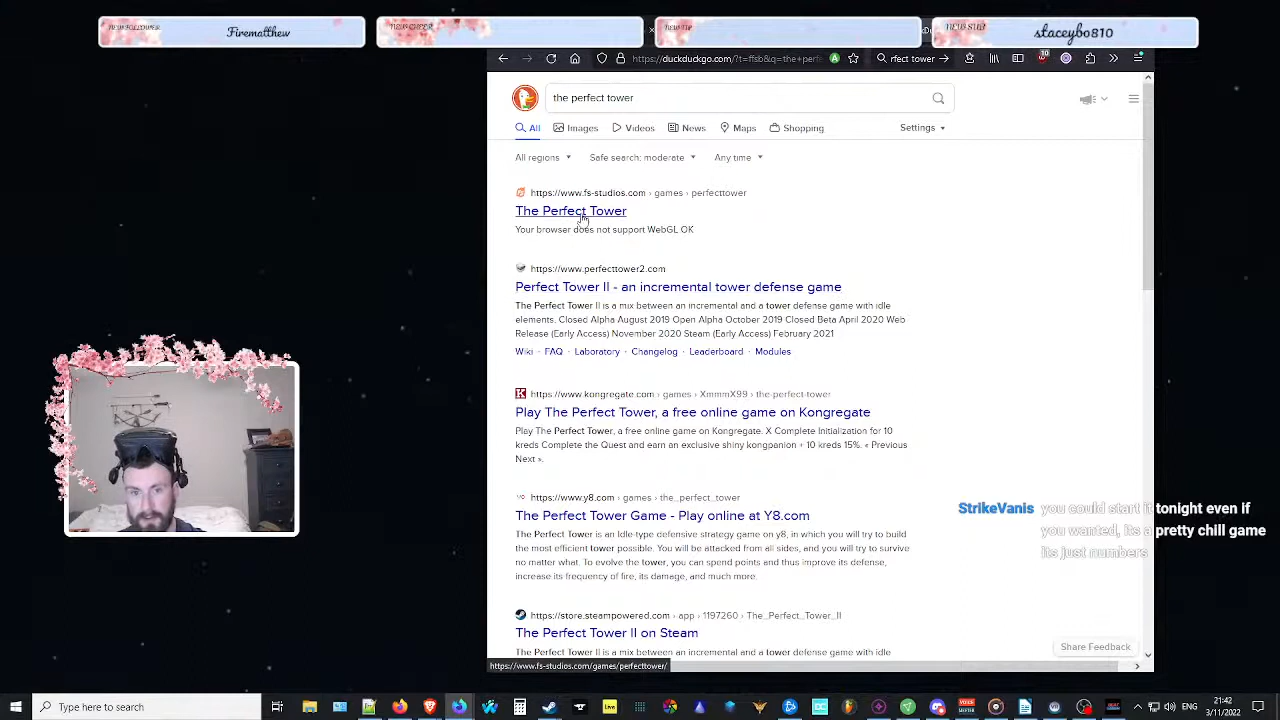 NEW FOLLOWER
Firematthew
NEW CHEER
NEW TIP
NEW SUB
staceybo810
https://duckduckgo.com/?t=ffsb&q=the+perfe
rfect tower
10
the perfect tower
All
Images
Videos
News
Maps
Shopping
Settings
All regions
Safe search: moderate
Any time
https://www.fs-studios.com › games › perfecttower
The Perfect Tower
Your browser does not support WebGL OK
https://www.perfecttower2.com
Perfect Tower II - an incremental tower defense game
The Perfect Tower II is a mix between an incremental and a tower defense game with idle
elements. Closed Alpha August 2019 Open Alpha October 2019 Closed Beta April 2020 Web
Release (Early Access) November 2020 Steam (Early Access) February 2021
Wiki - FAQ - Laboratory - Changelog - Leaderboard - Modules
https://www.kongregate.com › games › XmmmX99 › the-perfect-tower
Play The Perfect Tower, a free online game on Kongregate
Play The Perfect Tower, a free online game on Kongregate. X Complete Initialization for 10
kreds Complete the Quest and earn an exclusive shiny kongpanion + 10 kreds 15%. « Previous
Next ».
https://www.y8.com › games › the_perfect_tower
The Perfect Tower Game - Play online at Y8.com
The Perfect Tower is an Idle-type defensive strategy game on y8, in which you will try to build
the most efficient tower possible. You will be attacked from all sides, and you will try to survive
donations. To evolve the tower, you can spend points and thus improve its defense,
increase its frequency of fire, its damage, and much more.
https://store.steampowered.com › app › 1197260 › The_Perfect_Tower_II
The Perfect Tower II on Steam
The Perfect Tower II is a mix between an incremental and a tower defense game with idle
Share Feedback
https://www.fs-studios.com/games/perfecttower/
StrikeVanis you could start it tonight even if
you wanted, its a pretty chill game
its just numbers
Type here to search
ENG
21:42
3/11/2022